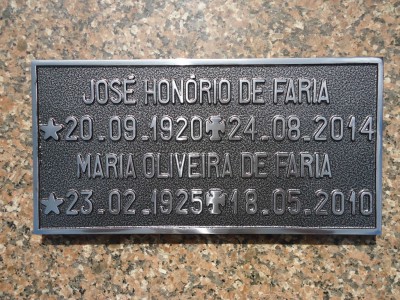 JOSÉ HONÓRIO DE FARIA
★20.09.1920✝24.08.2014
MARIA OLIVEIRA DE FARIA
★23.02.1925✝18.05.2010